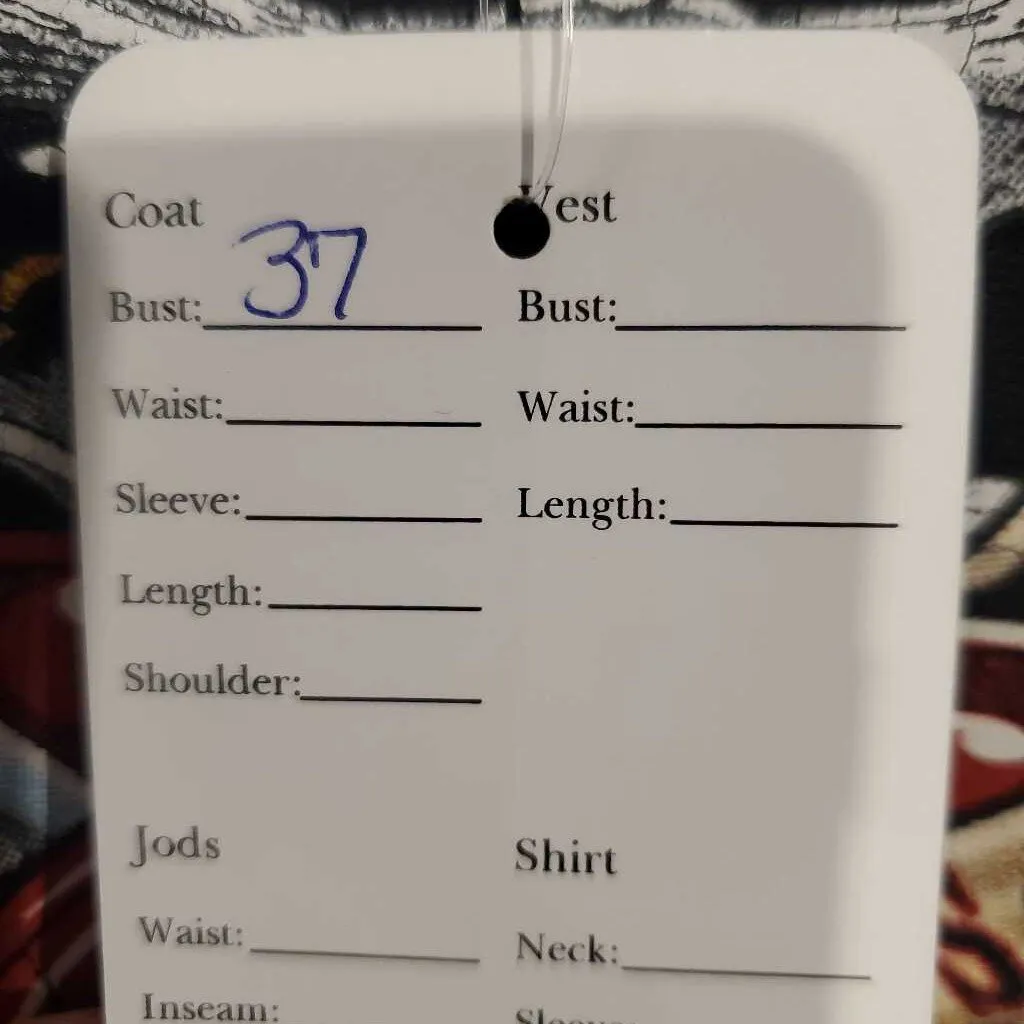 Coat
37
Bust:
Waist:
Sleeve:
Length:
Shoulder:
Vest
Bust:
Waist:
Length:
Jods
Waist:
Inseam:
Shirt
Neck: